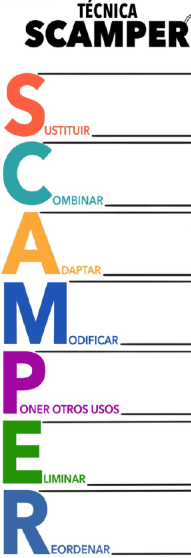 TÉCNICA
SCAMPER
SUSTITUIR
COMBINAR
ADAPTAR
MODIFICAR
PONER OTROS USOS
ELIMINAR
REORDENAR